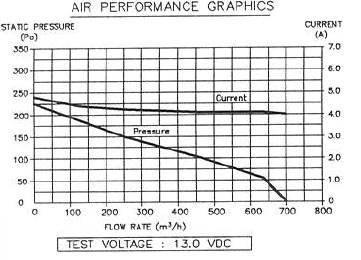 AIR PERFORMANCE GRAPHICS
STATIC PRESSURE
(Pa)
CURRENT
(A)
350
300
250
200
150
100
50
0
7.0
6.0
5.0
4.0
3.0
2.0
1.0
0
Current
Pressure
0 100 200 300 400 500 600 700 800
FLOW RATE (m³/h)
TEST VOLTAGE : 13.0 VDC